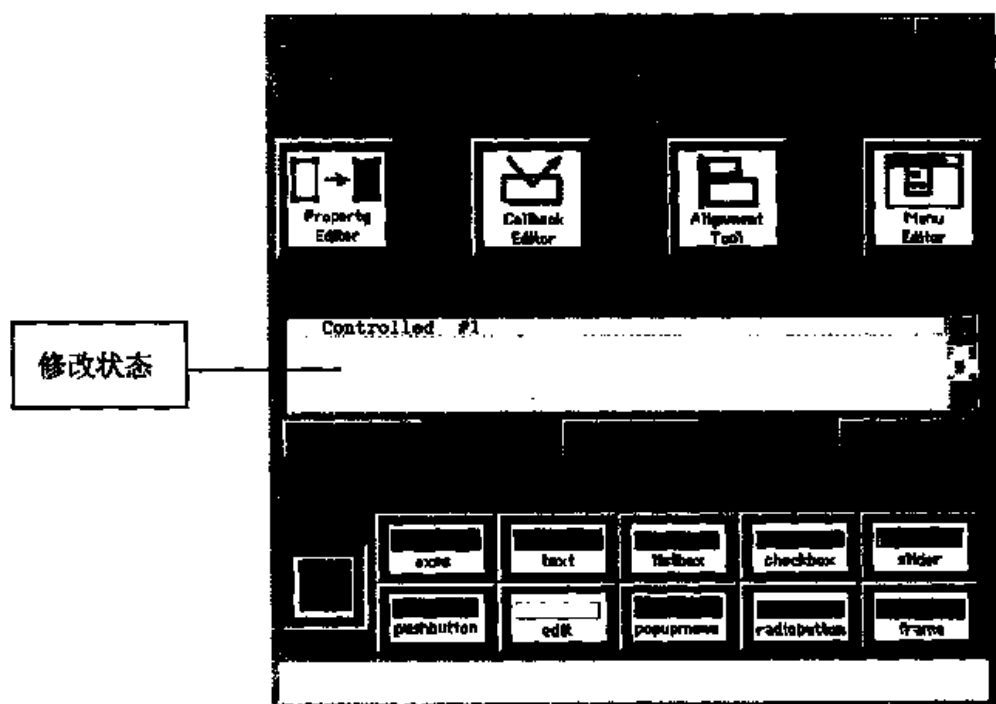 Property
Editor
Callback
Editor
Alignment
Tool
Menu
Editor
Controlled #1
修改状态
axes
text
listbox
checkbox
slider
pushbutton
edit
popupmenu
radiobutton
frame